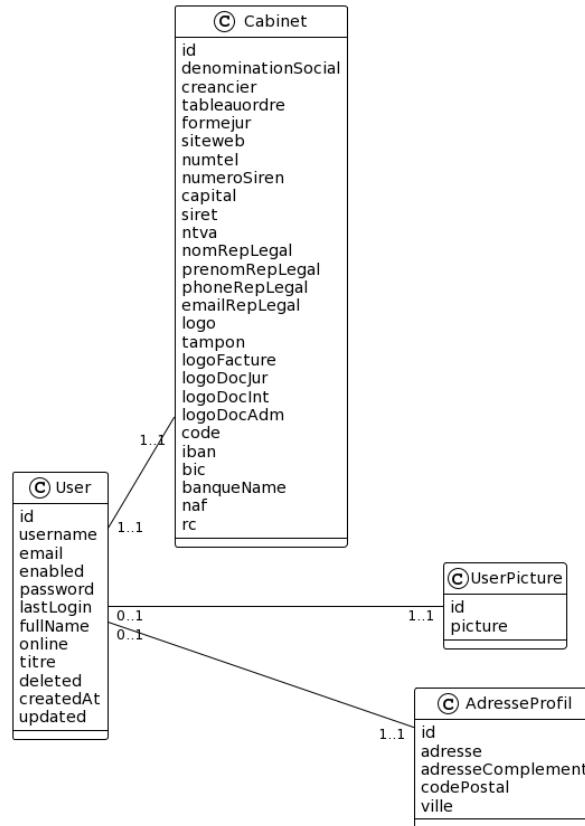 C Cabinet
id
denominationSocial
creancier
tableauordre
formejur
siteweb
numtel
numeroSiren
capital
siret
ntva
nomRepLegal
prenomRepLegal
phoneRepLegal
emailRepLegal
logo
tampon
logoFacture
logoDocJur
logoDocInt
logoDocAdm
code
iban
bic
banqueName
naf
rc
1..1
1..1
C User
id
username
email
enabled
password
lastLogin
fullName
online
titre
deleted
createdAt
updated
0..1
1..1
0..1
1..1
C UserPicture
id
picture
C AdresseProfil
id
adresse
adresseComplement
codePostal
ville